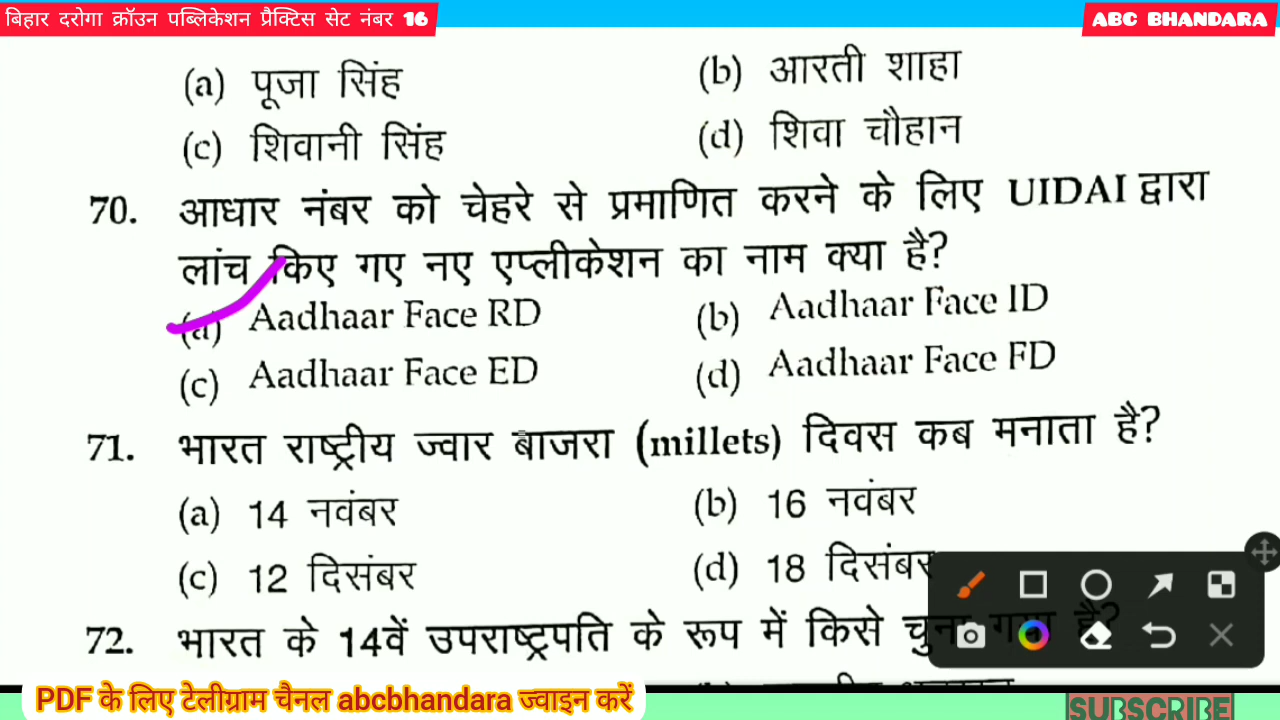 बिहार दरोगा क्रॉउन पब्लिकेशन प्रैक्टिस सेट नंबर 16
ABC BHANDARA
(a) पूजा सिंह (b) आरती शाहा
(c) शिवानी सिंह (d) शिवा चौहान
70. आधार नंबर को चेहरे से प्रमाणित करने के लिए UIDAI द्वारा
लांच किए गए नए एप्लीकेशन का नाम क्या है?
(a) Aadhaar Face RD (b) Aadhaar Face ID
(c) Aadhaar Face ED (d) Aadhaar Face FD
71. भारत राष्ट्रीय ज्वार बाजरा (millets) दिवस कब मनाता है?
(a) 14 नवंबर (b) 16 नवंबर
(c) 12 दिसंबर (d) 18 दिसंबर
72. भारत के 14वें उपराष्ट्रपति के रूप में किसे चुना गया है?
PDF के लिए टेलीग्राम चैनल abcbhandara ज्वाइन करें
SUBSCRIBE